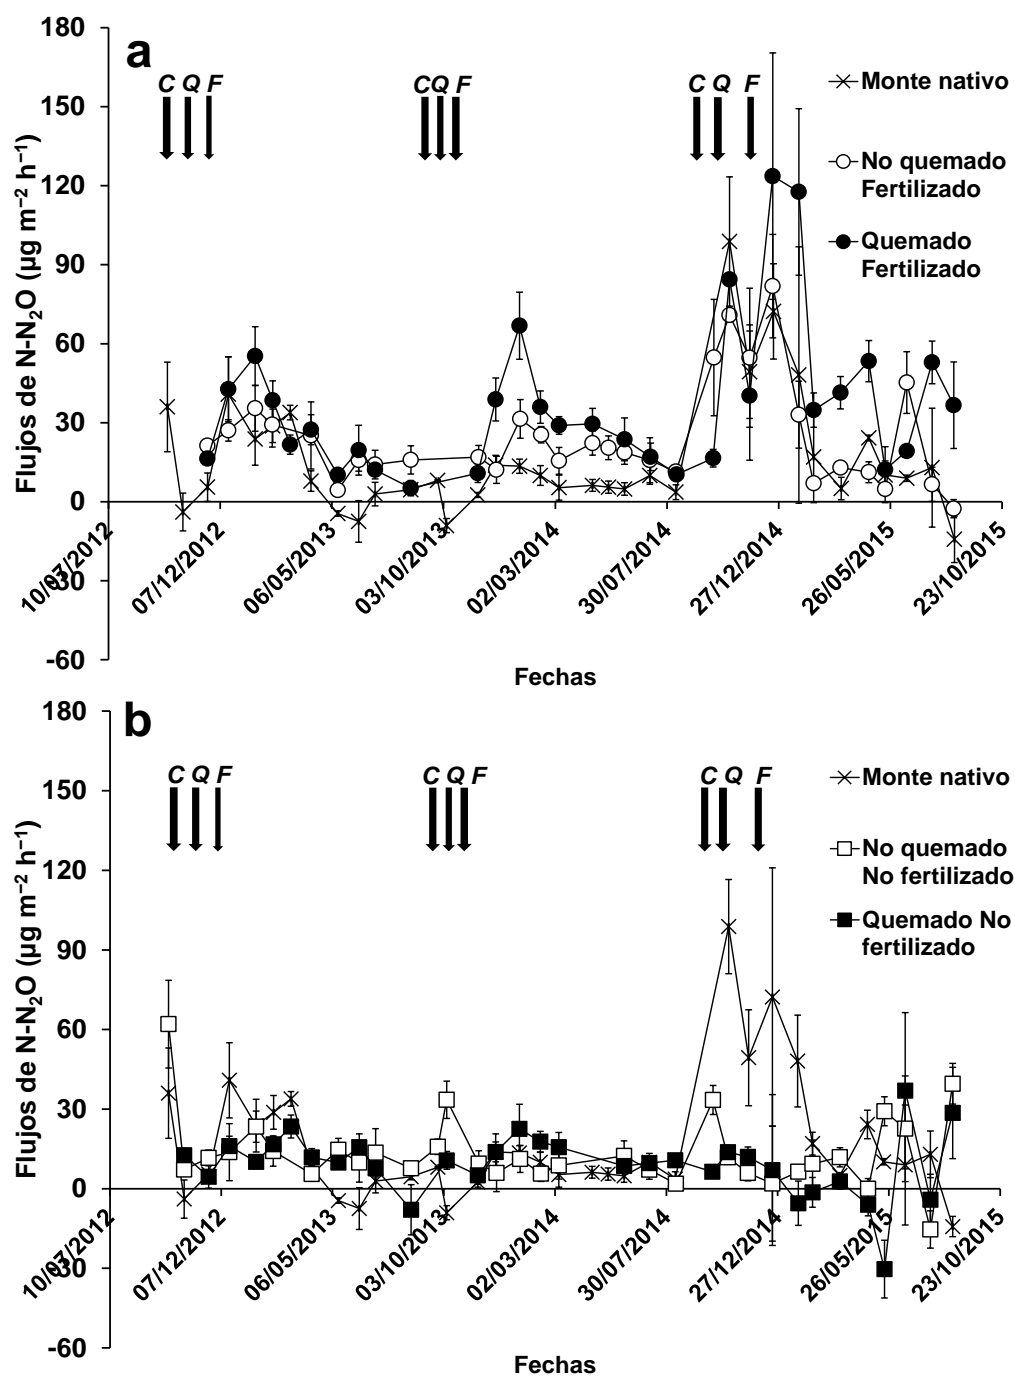 a
180
150
120
90
60
30
0
-30
-60
Flujos de N-N₂O (µg m⁻² h⁻¹)
C Q F
C Q F
C Q F
Monte nativo
No quemado
Fertilizado
Quemado
Fertilizado
10/07/2012
07/12/2012
06/05/2013
03/10/2013
02/03/2014
30/07/2014
27/12/2014
26/05/2015
23/10/2015
Fechas
b
180
150
120
90
60
30
0
-30
-60
Flujos de N-N₂O (µg m⁻² h⁻¹)
C Q F
C Q F
C Q F
Monte nativo
No quemado
No fertilizado
Quemado No
fertilizado
10/07/2012
07/12/2012
06/05/2013
03/10/2013
02/03/2014
30/07/2014
27/12/2014
26/05/2015
23/10/2015
Fechas